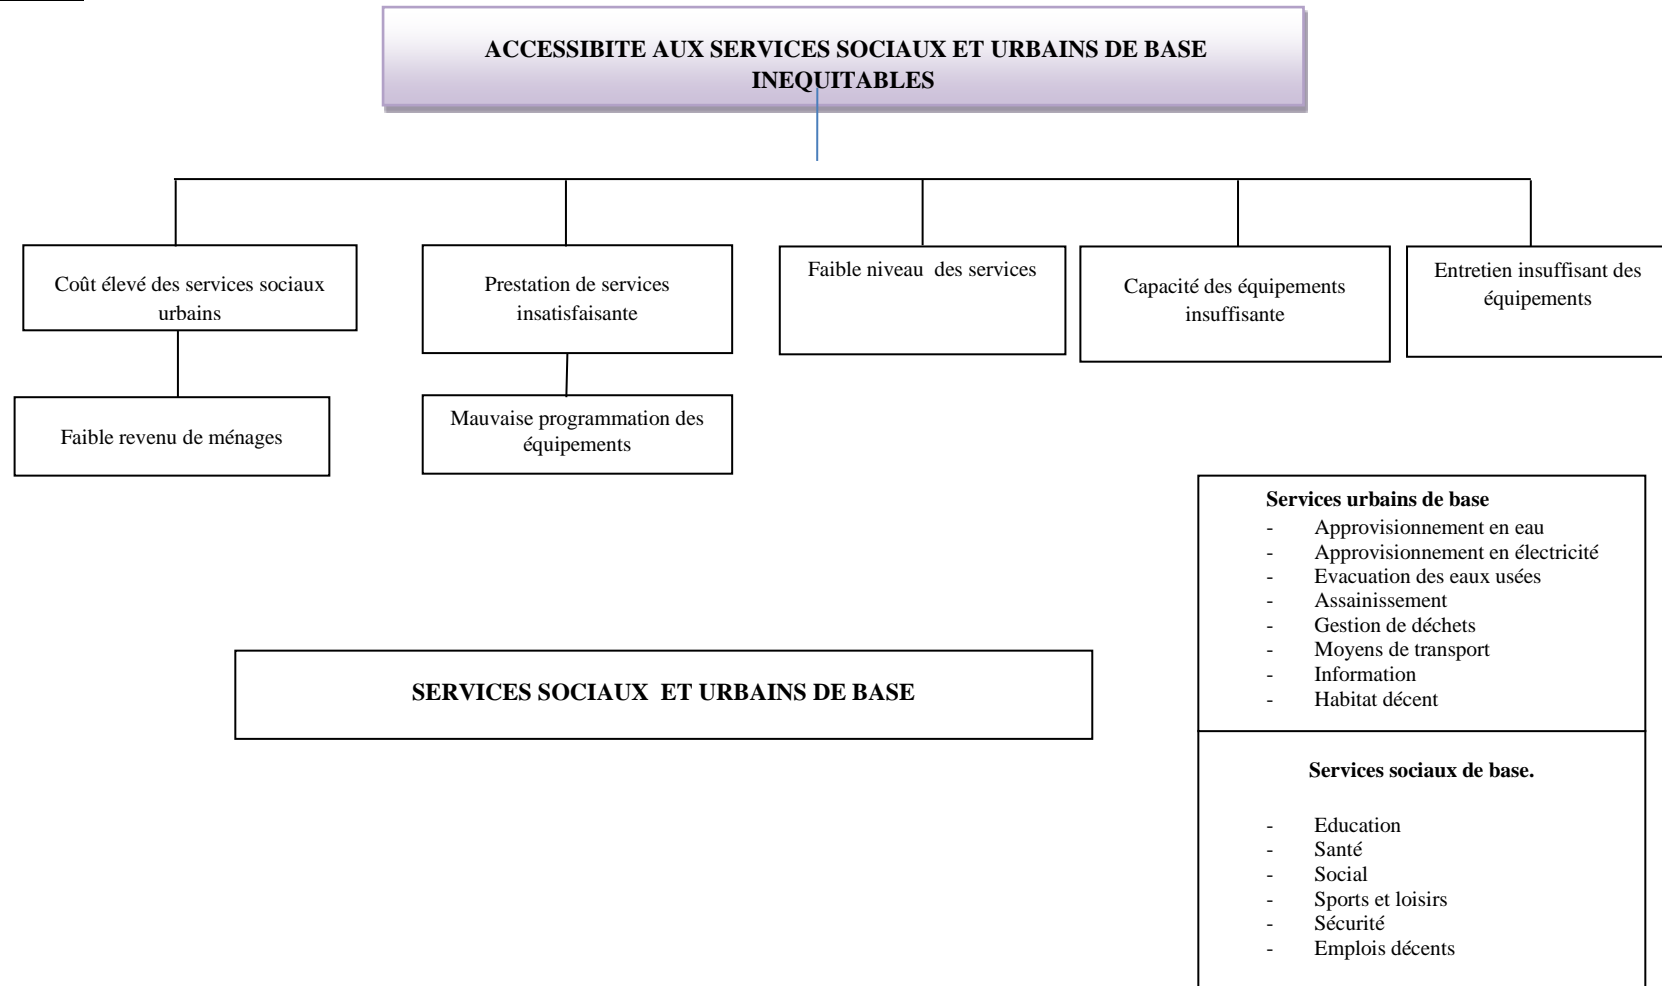 ACCESSIBITE AUX SERVICES SOCIAUX ET URBAINS DE BASE
INEQUITABLES
Coût élevé des services sociaux
urbains
Prestation de services
insatisfaisante
Faible niveau des services
Capacité des équipements
insuffisante
Entretien insuffisant des
équipements
Faible revenu de ménages
Mauvaise programmation des
équipements
Services urbains de base
- Approvisionnement en eau
- Approvisionnement en électricité
- Evacuation des eaux usées
- Assainissement
- Gestion de déchets
- Moyens de transport
- Information
- Habitat décent
SERVICES SOCIAUX ET URBAINS DE BASE
Services sociaux de base.
- Education
- Santé
- Social
- Sports et loisirs
- Sécurité
- Emplois décents